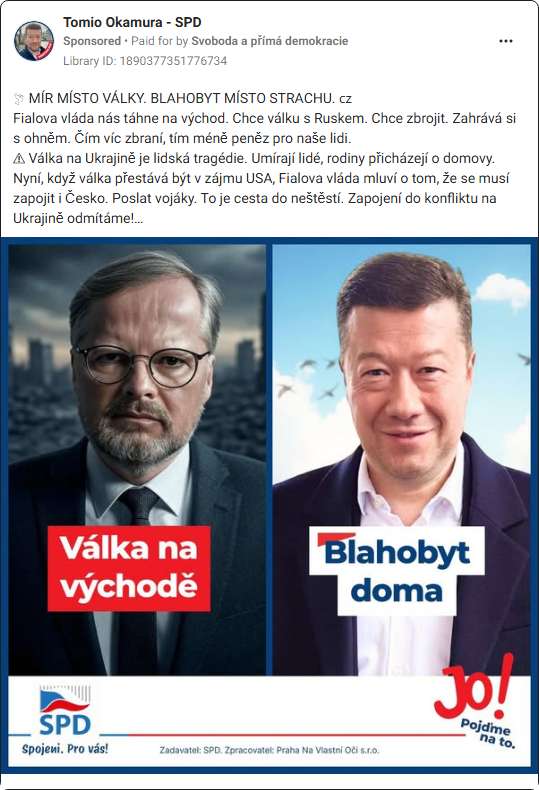 Tomio Okamura - SPD
Sponsored • Paid for by Svoboda a přímá demokracie
Library ID: 1890377351776734
🕊 MÍR MÍSTO VÁLKY. BLAHOBYT MÍSTO STRACHU. cz
Fialova vláda nás táhne na východ. Chce válku s Ruskem. Chce zbrojit. Zahrává si
s ohněm. Čím víc zbraní, tím méně peněz pro naše lidi.
⚠ Válka na Ukrajině je lidská tragédie. Umírají lidé, rodiny přicházejí o domovy.
Nyní, když válka přestává být v zájmu USA, Fialova vláda mluví o tom, že se musí
zapojit i Česko. Poslat vojáky. To je cesta do neštěstí. Zapojení do konfliktu na
Ukrajině odmítáme!...
Válka na
východě
Blahobyt
doma
SPD
Spojeni. Pro vás!
Zadavatel: SPD. Zpracovatel: Praha Na Vlastní Oči s.r.o.
Jo!
Pojďme
na to.